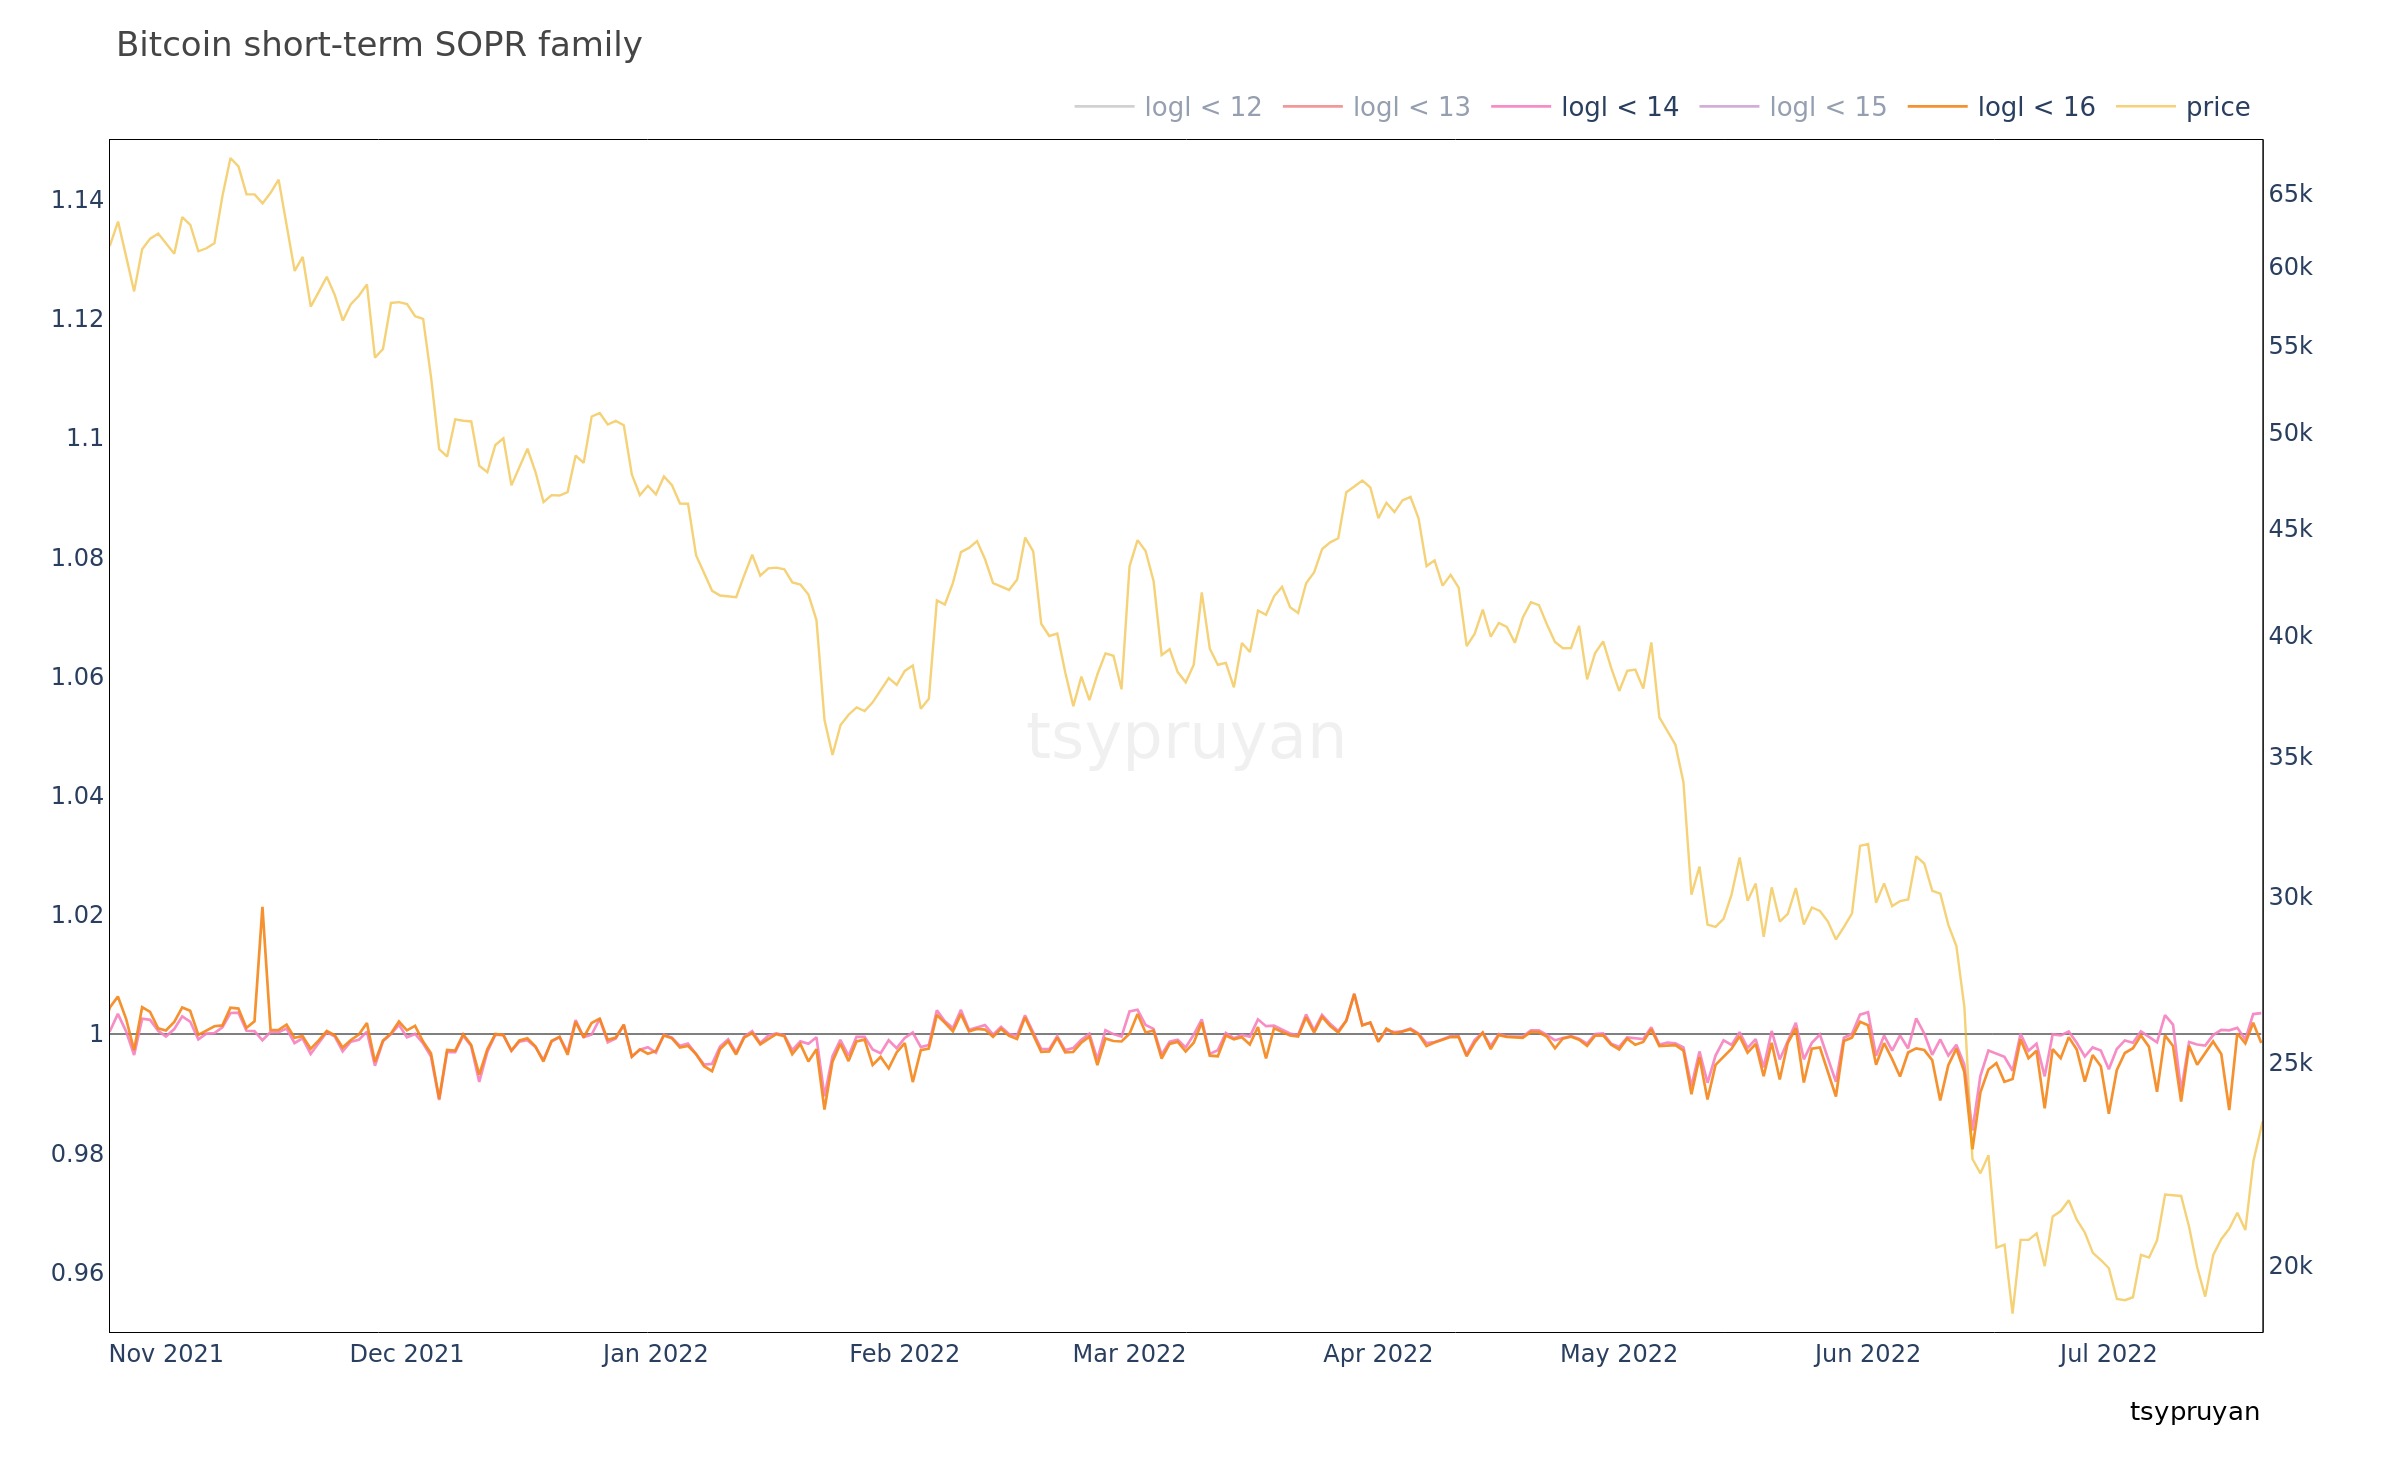 Bitcoin short-term SOPR family
logl < 12 logl < 13 logl < 14 logl < 15 logl < 16 price
1.14
1.12
1.1
1.08
1.06
1.04
1.02
1
0.98
0.96
65k
60k
55k
50k
45k
40k
35k
30k
25k
20k
tsypruyan
Nov 2021 Dec 2021 Jan 2022 Feb 2022 Mar 2022 Apr 2022 May 2022 Jun 2022 Jul 2022
tsypruyan